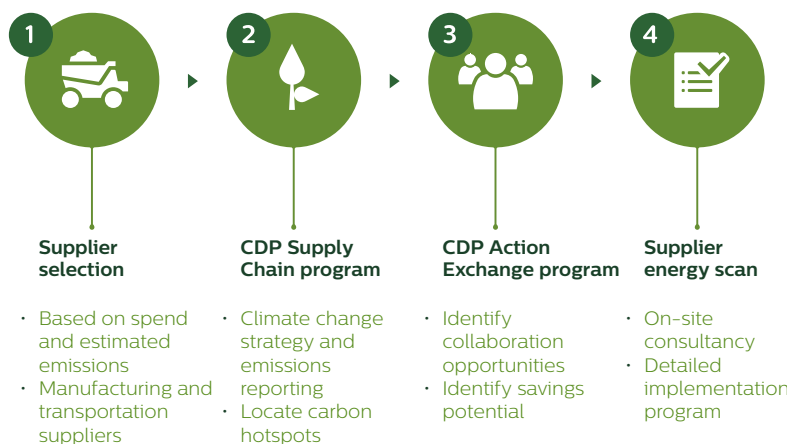 1
2
3
4
Supplier
selection
• Based on spend
and estimated
emissions
• Manufacturing and
transportation
suppliers
CDP Supply
Chain program
• Climate change
strategy and
emissions
reporting
• Locate carbon
hotspots
CDP Action
Exchange program
• Identify
collaboration
opportunities
• Identify savings
potential
Supplier
energy scan
• On-site
consultancy
• Detailed
implementation
program